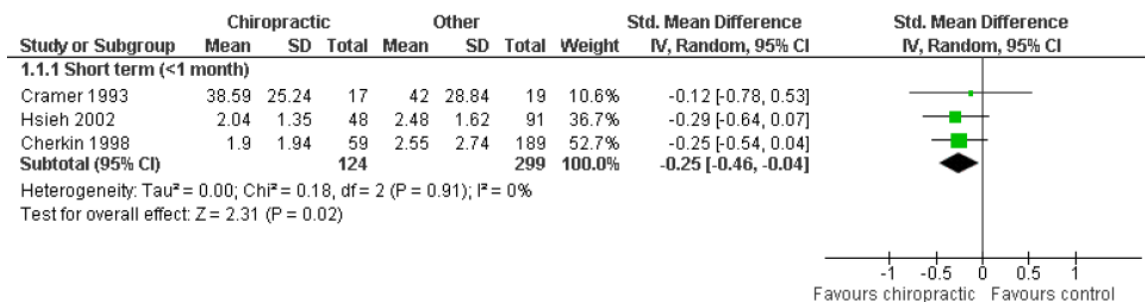 Chiropractic Other Std. Mean Difference Std. Mean Difference
Study or Subgroup Mean SD Total Mean SD Total Weight IV, Random, 95% CI IV, Random, 95% CI
1.1.1 Short term (<1 month)
Cramer 1993 38.59 25.24 17 42 28.84 19 10.6% -0.12 [-0.78, 0.53]
Hsieh 2002 2.04 1.35 48 2.48 1.62 91 36.7% -0.29 [-0.64, 0.07]
Cherkin 1998 1.9 1.94 59 2.55 2.74 189 52.7% -0.25 [-0.54, 0.04]
Subtotal (95% CI) 124 299 100.0% -0.25 [-0.46, -0.04]
Heterogeneity: Tau² = 0.00; Chi² = 0.18, df = 2 (P = 0.91); I² = 0%
Test for overall effect: Z = 2.31 (P = 0.02)
-1 -0.5 0 0.5 1
Favours chiropractic Favours control